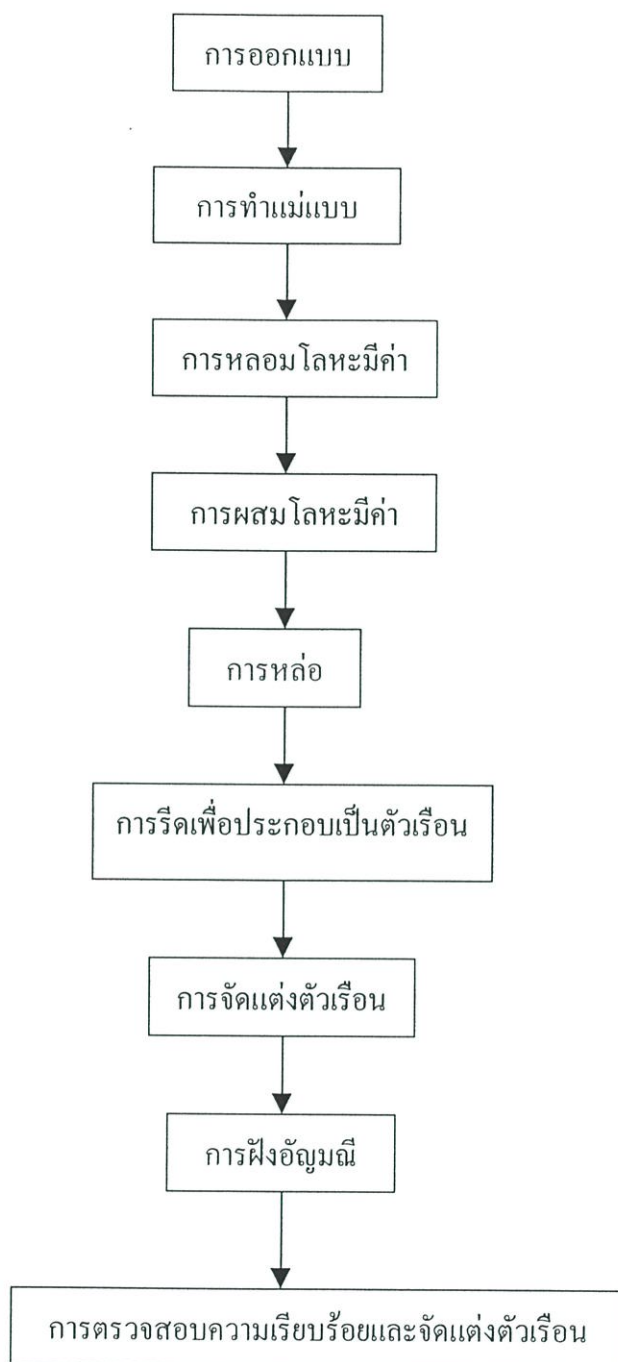 การออกแบบ
การทำแม่แบบ
การหลอมโลหะมีค่า
การผสมโลหะมีค่า
การหล่อ
การรีดเพื่อประกอบเป็นตัวเรือน
การจัดแต่งตัวเรือน
การฝังอัญมณี
การตรวจสอบความเรียบร้อยและจัดแต่งตัวเรือน